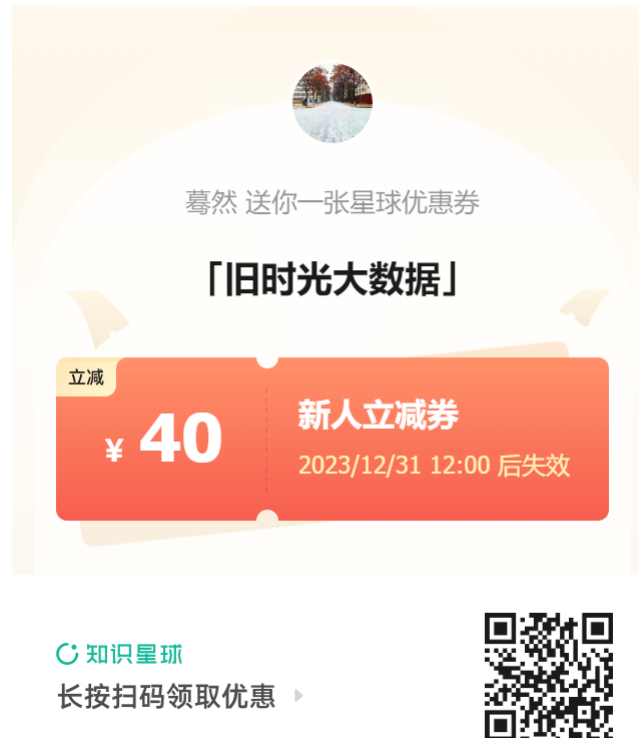 蓦然 送你一张星球优惠券
「旧时光大数据」
立减
¥ 40
新人立减券
2023/12/31 12:00 后失效
知识星球
长按扫码领取优惠